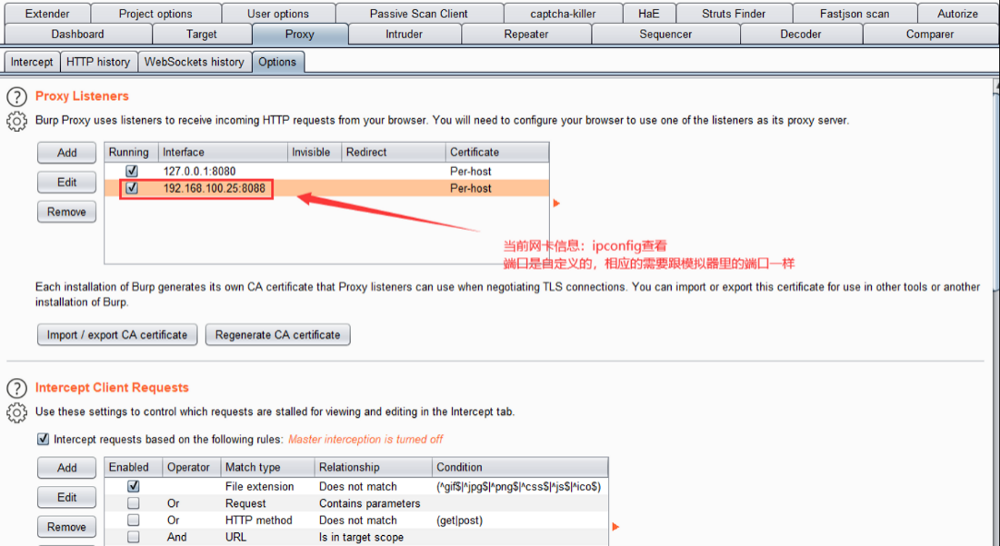 Extender Project options User options Passive Scan Client captcha-killer HaE Struts Finder Fastjson scan Autorize
Dashboard Target Proxy Intruder Repeater Sequencer Decoder Comparer
Intercept HTTP history WebSockets history Options
? Proxy Listeners
Burp Proxy uses listeners to receive incoming HTTP requests from your browser. You will need to configure your browser to use one of the listeners as its proxy server.
Add Running Interface Invisible Redirect Certificate
127.0.0.1:8080 Per-host
Edit 192.168.100.25:8088 Per-host
Remove
当前网卡信息：ipconfig查看
端口是自定义的，相应的需要跟模拟器里的端口一样
Each installation of Burp generates its own CA certificate that Proxy listeners can use when negotiating TLS connections. You can import or export this certificate for use in other tools or another
installation of Burp.
Import / export CA certificate Regenerate CA certificate
? Intercept Client Requests
Use these settings to control which requests are stalled for viewing and editing in the Intercept tab.
Intercept requests based on the following rules: Master interception is turned off
Add Enabled Operator Match type Relationship Condition
File extension Does not match (^gif$|^jpg$|^png$|^css$|^js$|^ico$)
Edit Or Request Contains parameters
Remove Or HTTP method Does not match (get|post)
And URL Is in target scope